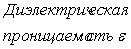 Диэлектрическая
проницаемость ε